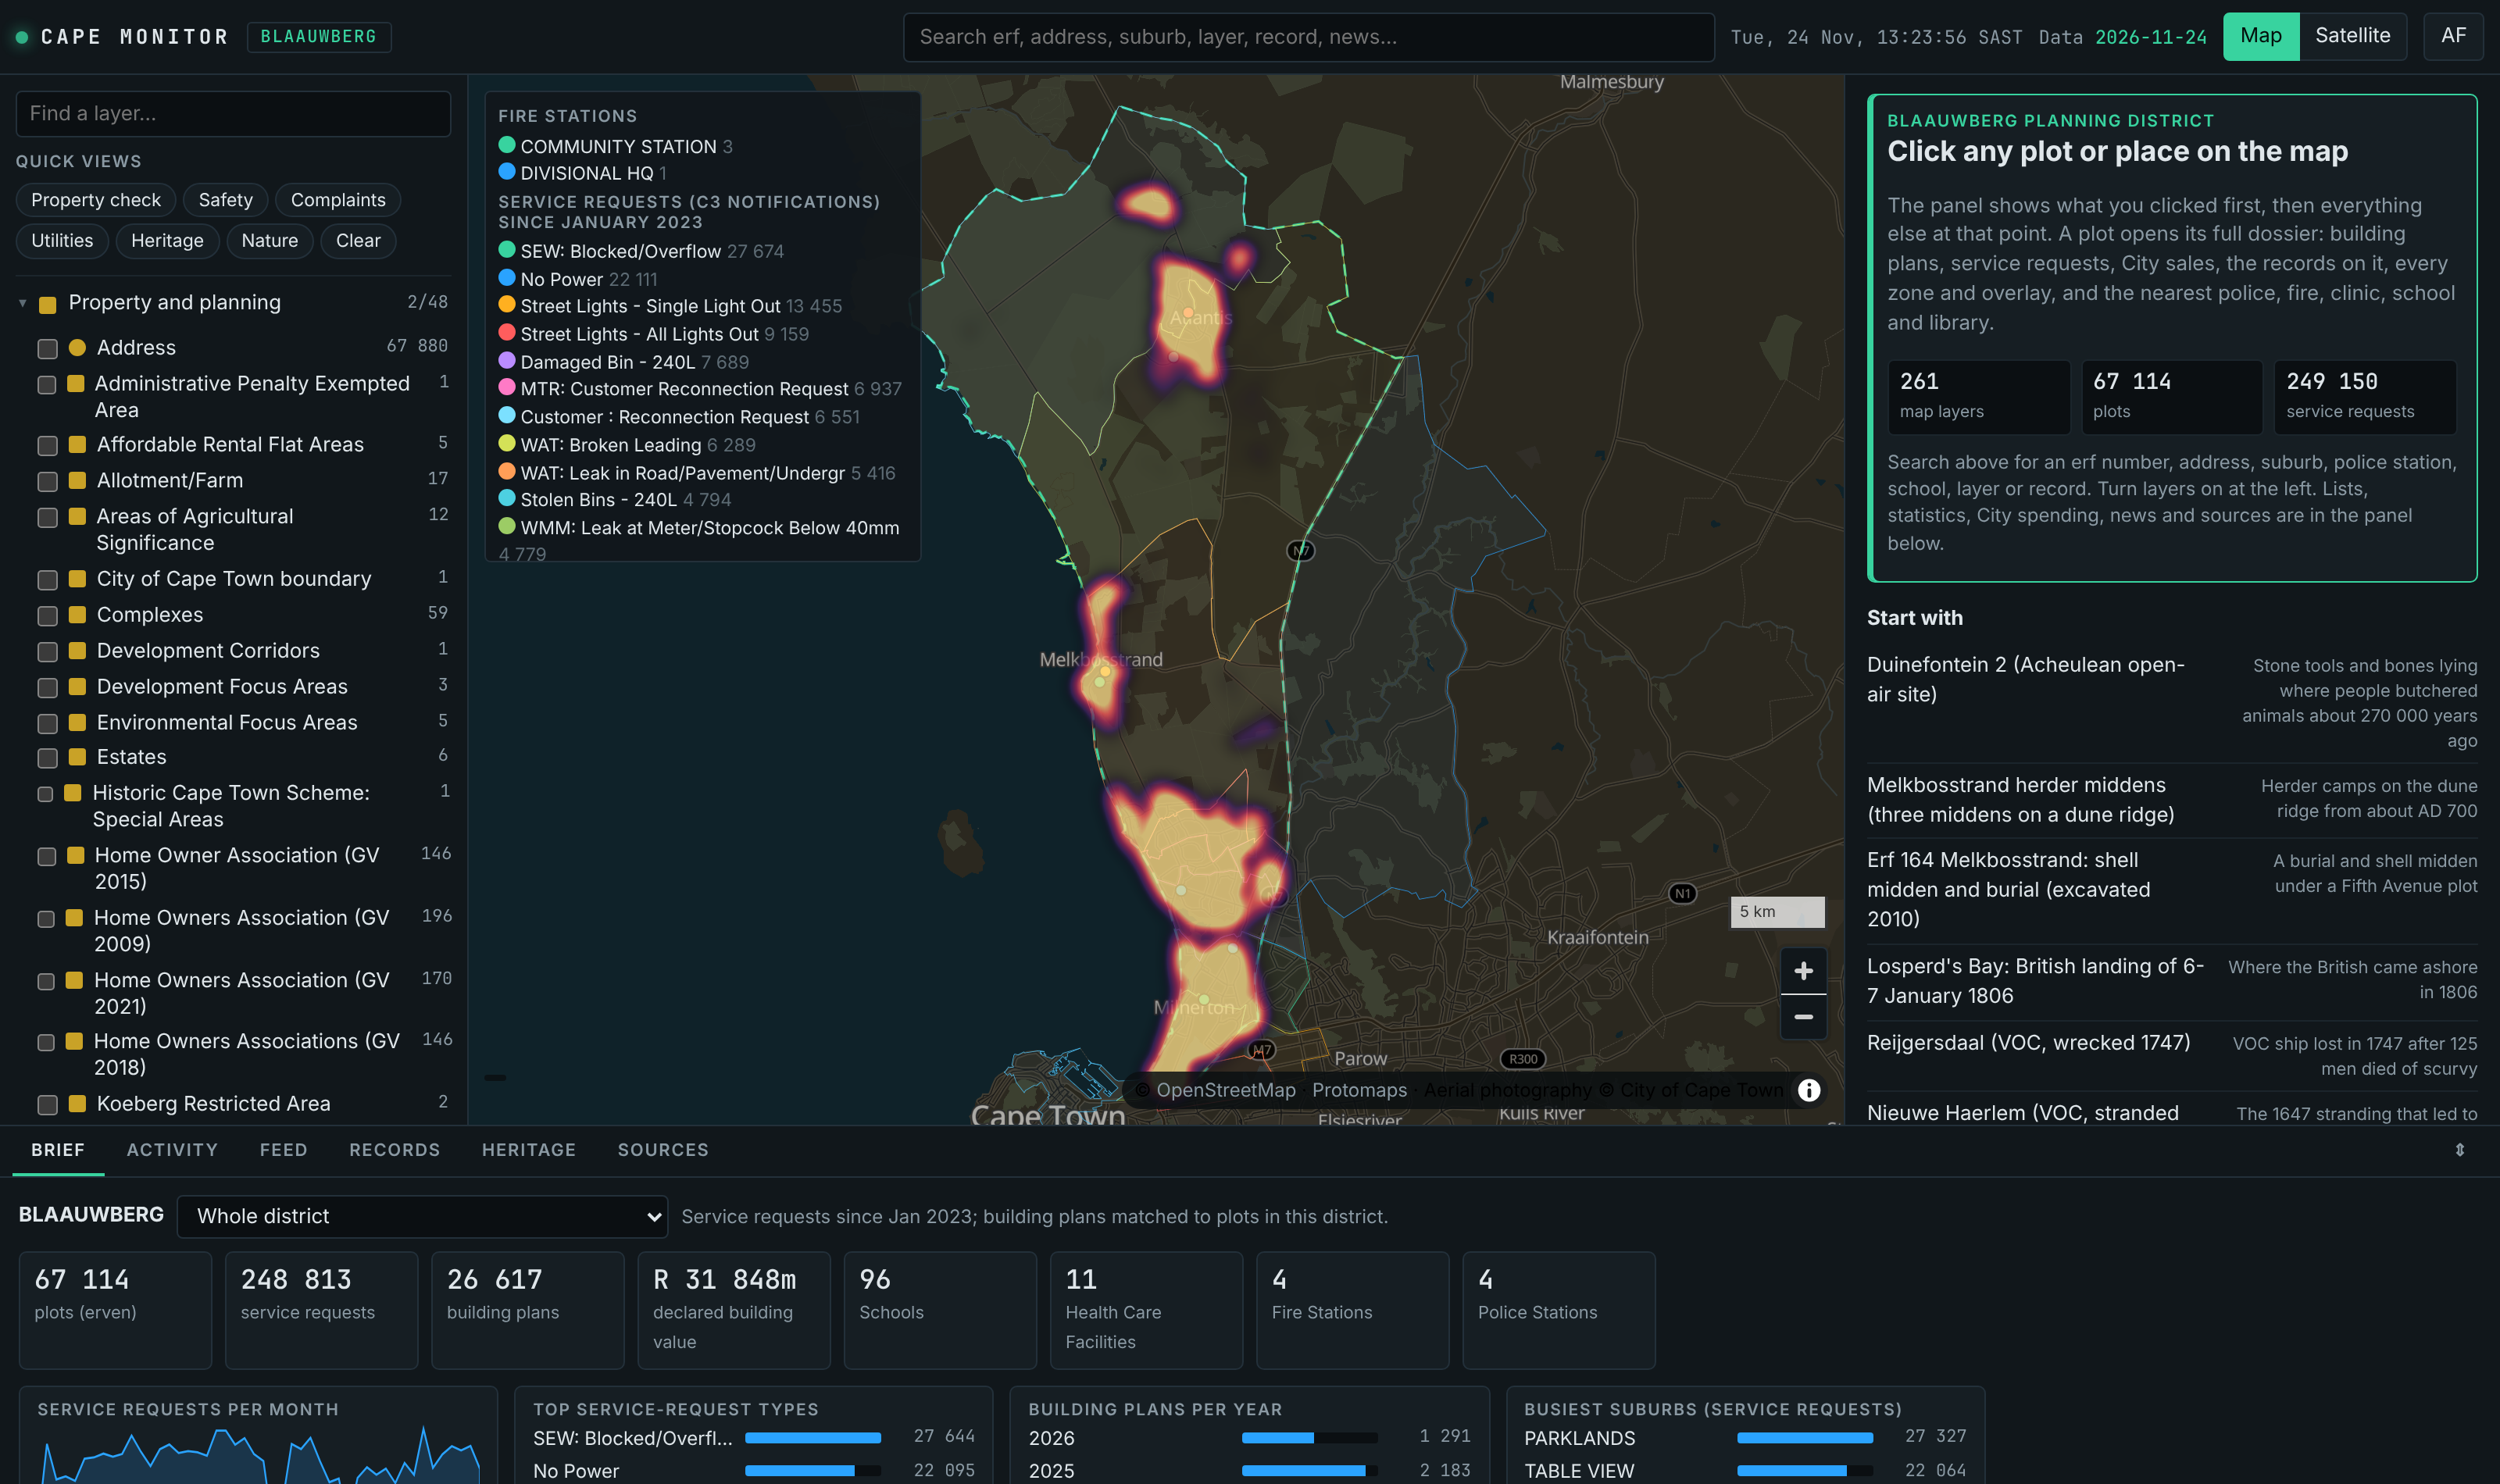 CAPE MONITOR
BLAAUWBERG
Search erf, address, suburb, layer, record, news...
Tue, 24 Nov, 13:23:56 SAST
Data 2026-11-24
Map
Satellite
AF
Find a layer...
QUICK VIEWS
Property check
Safety
Complaints
Utilities
Heritage
Nature
Clear
Property and planning 2/48
Address 67 880
Administrative Penalty Exempted 1
Area
Affordable Rental Flat Areas 5
Allotment/Farm 17
Areas of Agricultural 12
Significance
City of Cape Town boundary 1
Complexes 59
Development Corridors 1
Development Focus Areas 3
Environmental Focus Areas 5
Estates 6
Historic Cape Town Scheme: 1
Special Areas
Home Owner Association (GV 146
2015)
Home Owners Association (GV 196
2009)
Home Owners Association (GV 170
2021)
Home Owners Associations (GV 146
2018)
Koeberg Restricted Area 2
FIRE STATIONS
COMMUNITY STATION 3
DIVISIONAL HQ 1
SERVICE REQUESTS (C3 NOTIFICATIONS)
SINCE JANUARY 2023
SEW: Blocked/Overflow 27 674
No Power 22 111
Street Lights - Single Light Out 13 455
Street Lights - All Lights Out 9 159
Damaged Bin - 240L 7 689
MTR: Customer Reconnection Request 6 937
Customer : Reconnection Request 6 551
WAT: Broken Leading 6 289
WAT: Leak in Road/Pavement/Undergr 5 416
Stolen Bins - 240L 4 794
WMM: Leak at Meter/Stopcock Below 40mm
4 779
Malmesbury
Atlantis
N7
Melkbosstrand
N7
N1
5 km
Kraaifontein
+
−
Milnerton
M7
Parow
R300
© OpenStreetMap · Protomaps · Aerial photography © City of Cape Town
Cape Town
Elsiesriver
Kuils River
BLAAUWBERG PLANNING DISTRICT
Click any plot or place on the map
The panel shows what you clicked first, then everything
else at that point. A plot opens its full dossier: building
plans, service requests, City sales, the records on it, every
zone and overlay, and the nearest police, fire, clinic, school
and library.
261
map layers
67 114
plots
249 150
service requests
Search above for an erf number, address, suburb, police station,
school, layer or record. Turn layers on at the left. Lists,
statistics, City spending, news and sources are in the panel
below.
Start with
Duinefontein 2 (Acheulean open-
air site)
Stone tools and bones lying
where people butchered
animals about 270 000 years
ago
Melkbosstrand herder middens
(three middens on a dune ridge)
Herder camps on the dune
ridge from about AD 700
Erf 164 Melkbosstrand: shell
midden and burial (excavated
2010)
A burial and shell midden
under a Fifth Avenue plot
Losperd's Bay: British landing of 6-
7 January 1806
Where the British came ashore
in 1806
Reijgersdaal (VOC, wrecked 1747)
VOC ship lost in 1747 after 125
men died of scurvy
Nieuwe Haerlem (VOC, stranded
The 1647 stranding that led to
BRIEF
ACTIVITY
FEED
RECORDS
HERITAGE
SOURCES
BLAAUWBERG
Whole district
Service requests since Jan 2023; building plans matched to plots in this district.
67 114
plots (erven)
248 813
service requests
26 617
building plans
R 31 848m
declared building
value
96
Schools
11
Health Care
Facilities
4
Fire Stations
4
Police Stations
SERVICE REQUESTS PER MONTH
TOP SERVICE-REQUEST TYPES
SEW: Blocked/Overfl... 27 644
No Power 22 095
BUILDING PLANS PER YEAR
2026 1 291
2025 2 183
BUSIEST SUBURBS (SERVICE REQUESTS)
PARKLANDS 27 327
TABLE VIEW 22 064